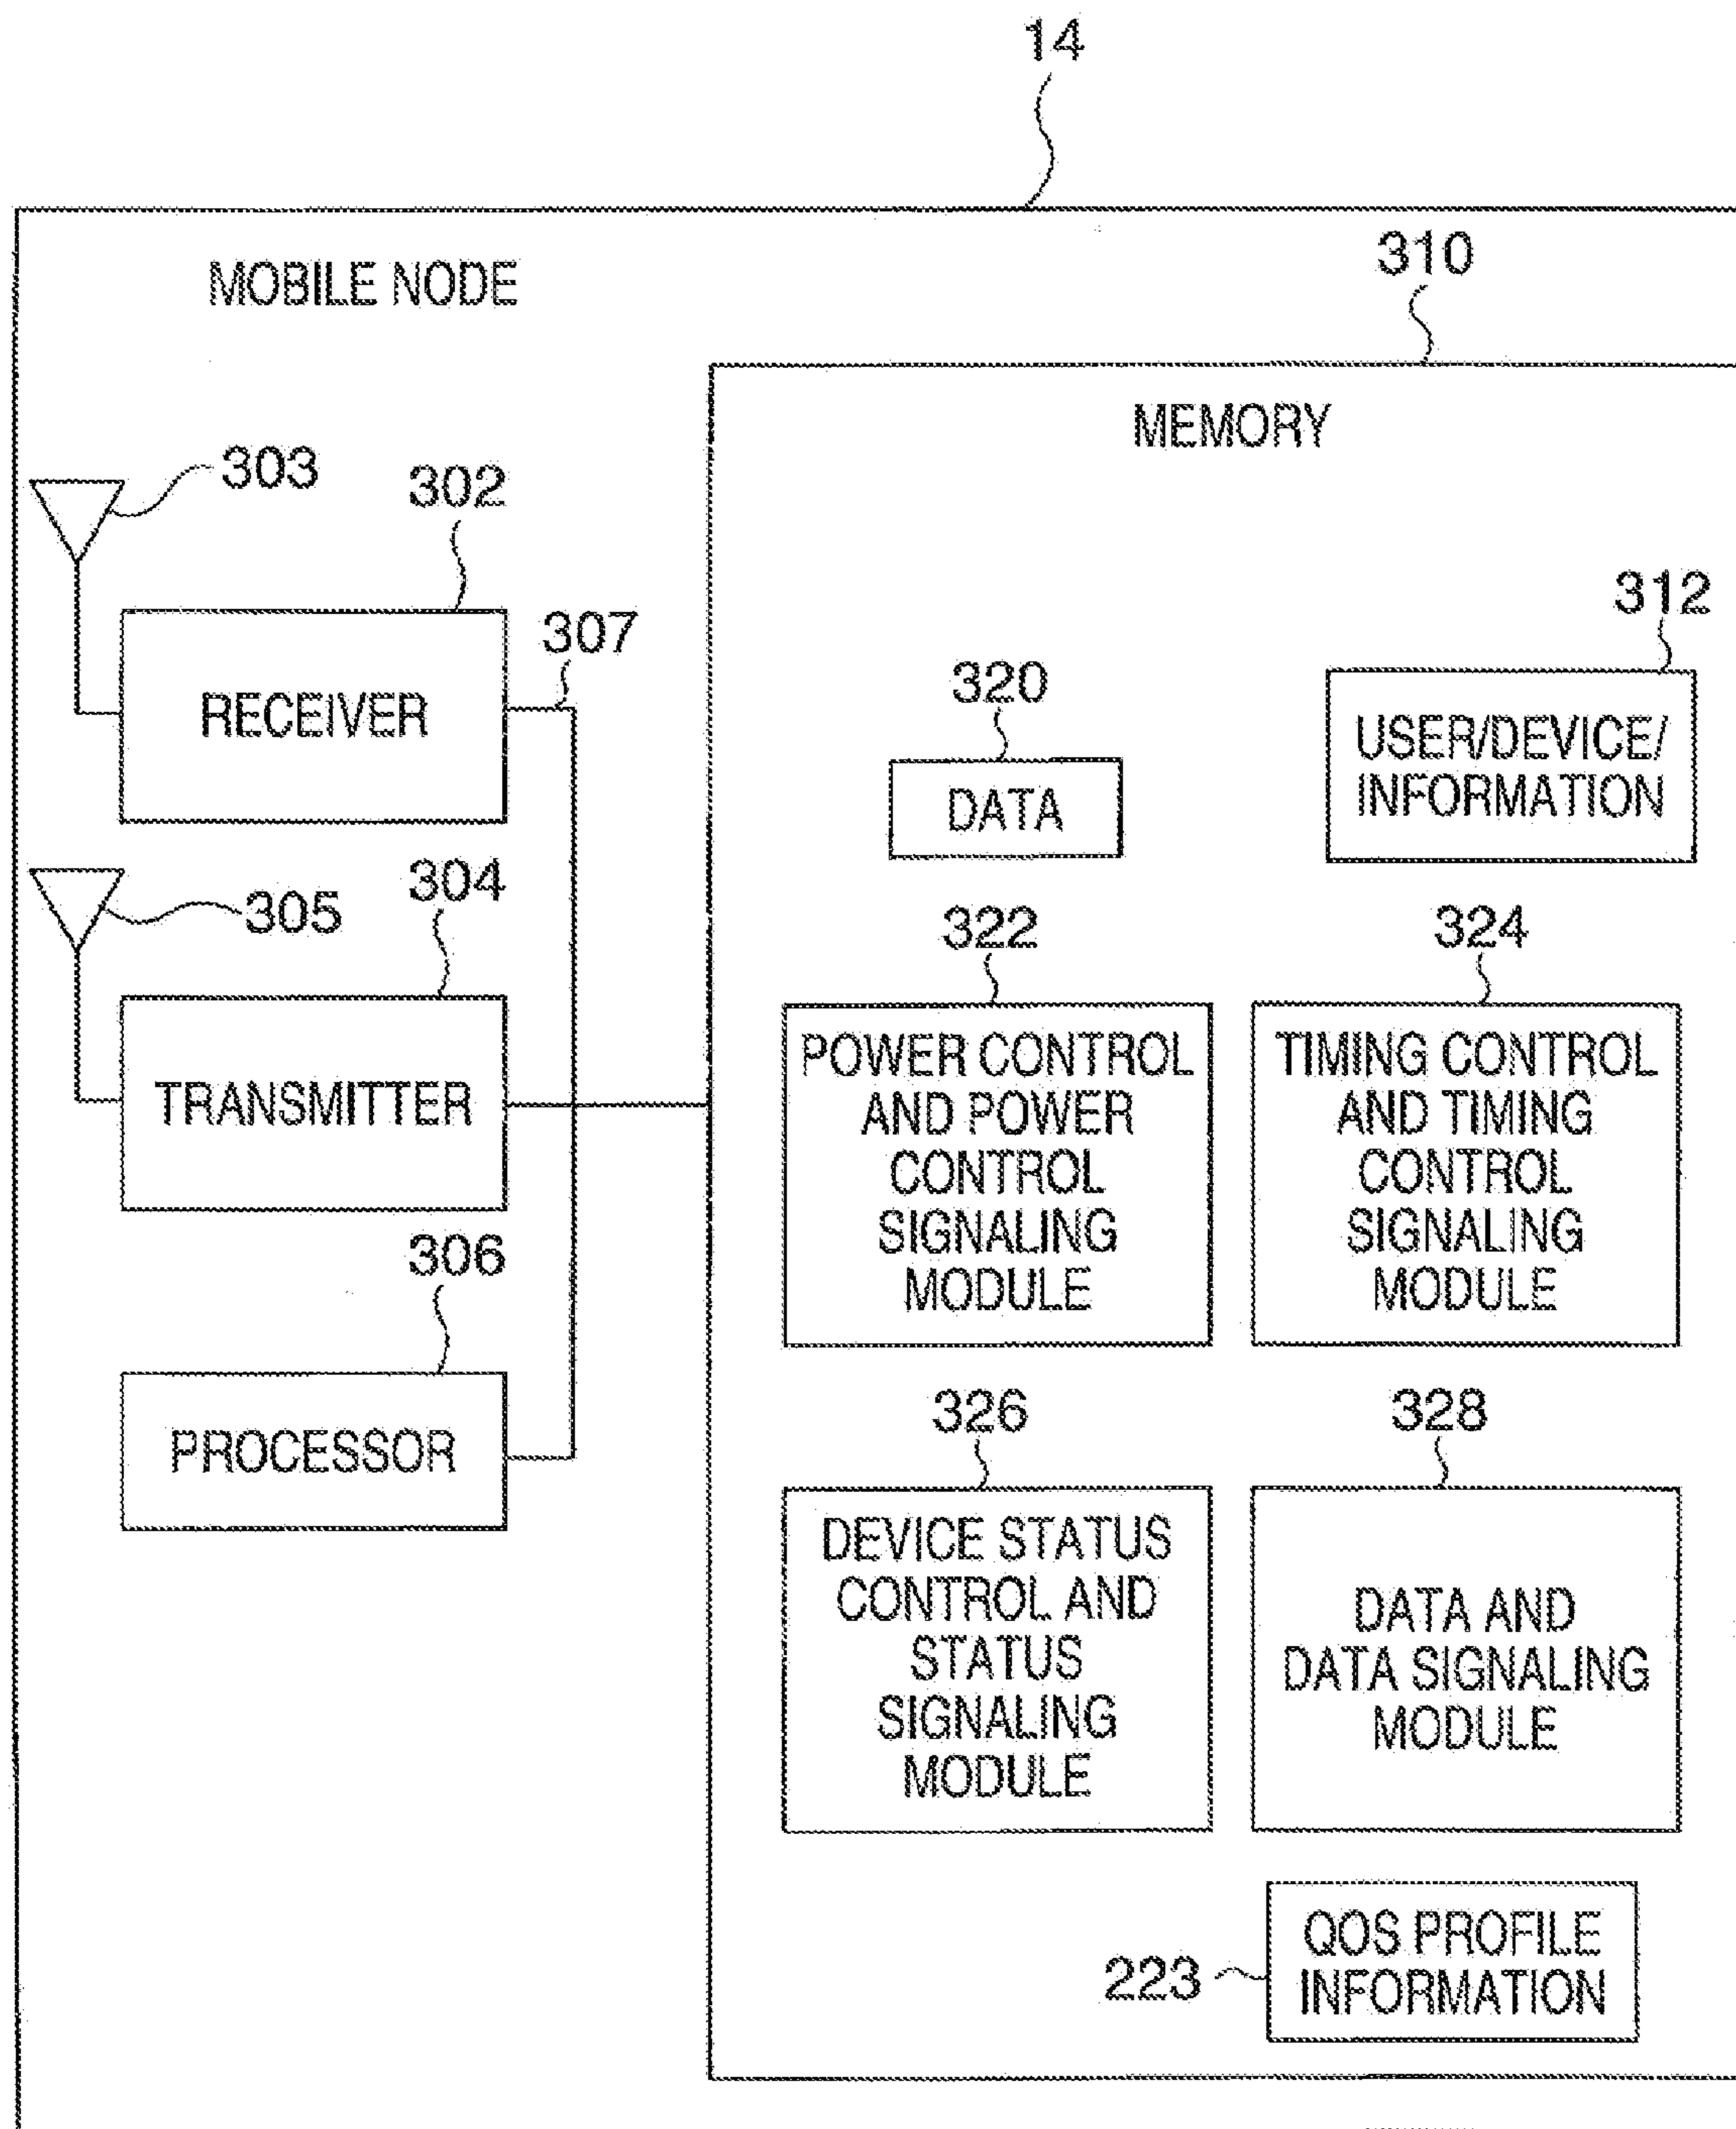 14
MOBILE NODE
310
MEMORY
303
302
307
312
RECEIVER
320
USER/DEVICE/
INFORMATION
DATA
305
304
322
324
TRANSMITTER
POWER CONTROL
AND POWER
CONTROL
SIGNALING
MODULE
TIMING CONTROL
AND TIMING
CONTROL
SIGNALING
MODULE
306
PROCESSOR
326
328
DEVICE STATUS
CONTROL AND
STATUS
SIGNALING
MODULE
DATA AND
DATA SIGNALING
MODULE
223
QOS PROFILE
INFORMATION